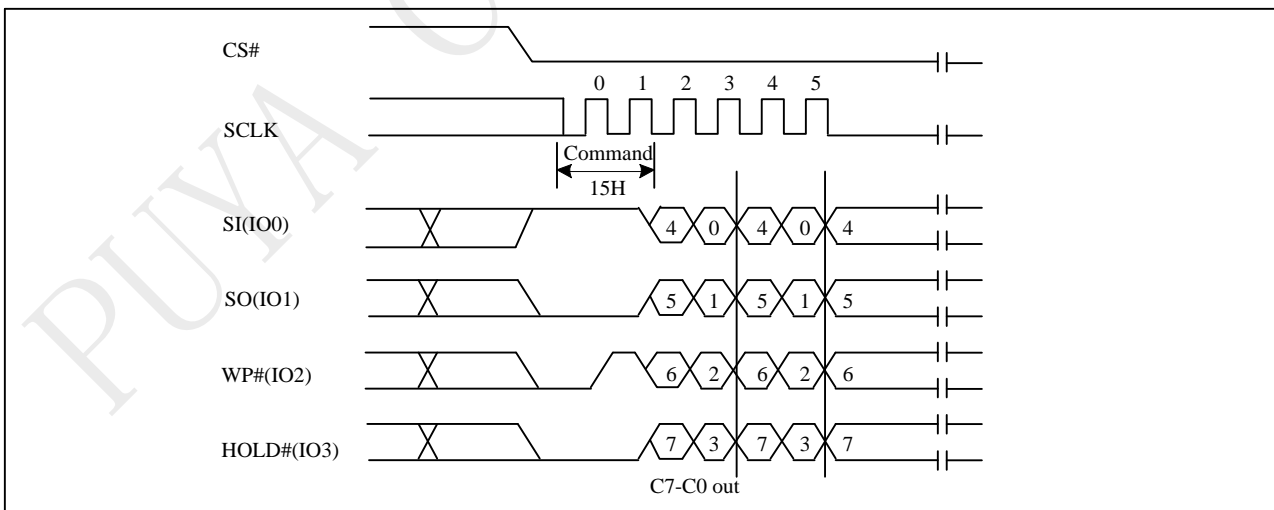 CS#
0 1 2 3 4 5
SCLK
Command
15H
SI(IO0) 4 0 4 0 4
SO(IO1) 5 1 5 1 5
WP#(IO2) 6 2 6 2 6
HOLD#(IO3) 7 3 7 3 7
C7-C0 out
PUYA